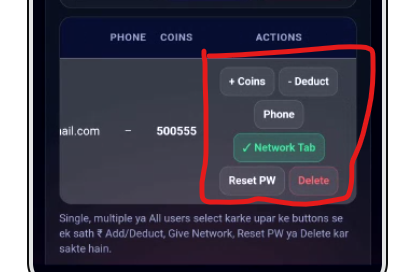 PHONE COINS ACTIONS
+ Coins - Deduct
Phone
ail.com – 500555
✓ Network Tab
Reset PW Delete
Single, multiple ya All users select karke upar ke buttons se
ek sath ₹ Add/Deduct, Give Network, Reset PW ya Delete kar
sakte hain.